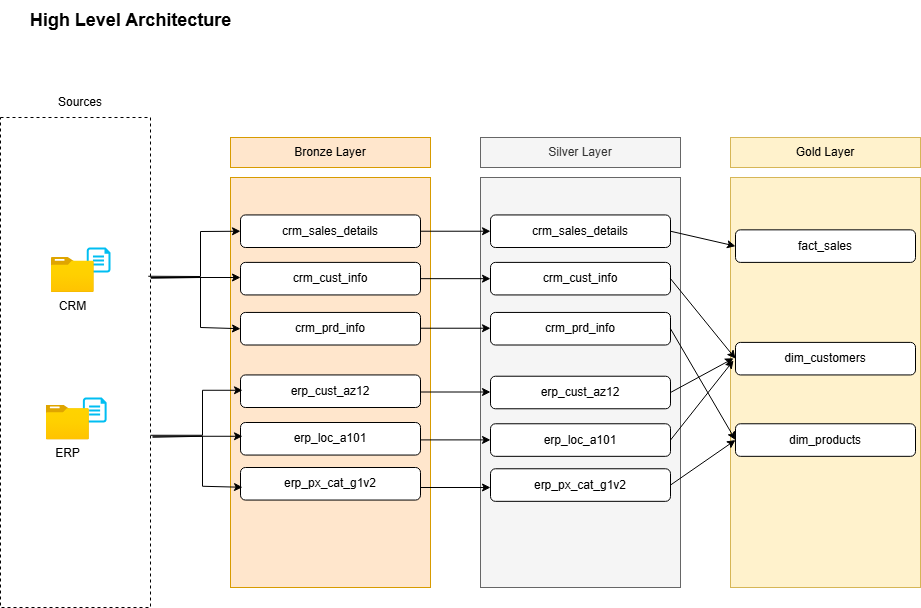 High Level Architecture
Sources
Bronze Layer
Silver Layer
Gold Layer
CRM
ERP
crm_sales_details
crm_cust_info
crm_prd_info
erp_cust_az12
erp_loc_a101
erp_px_cat_g1v2
crm_sales_details
crm_cust_info
crm_prd_info
erp_cust_az12
erp_loc_a101
erp_px_cat_g1v2
fact_sales
dim_customers
dim_products